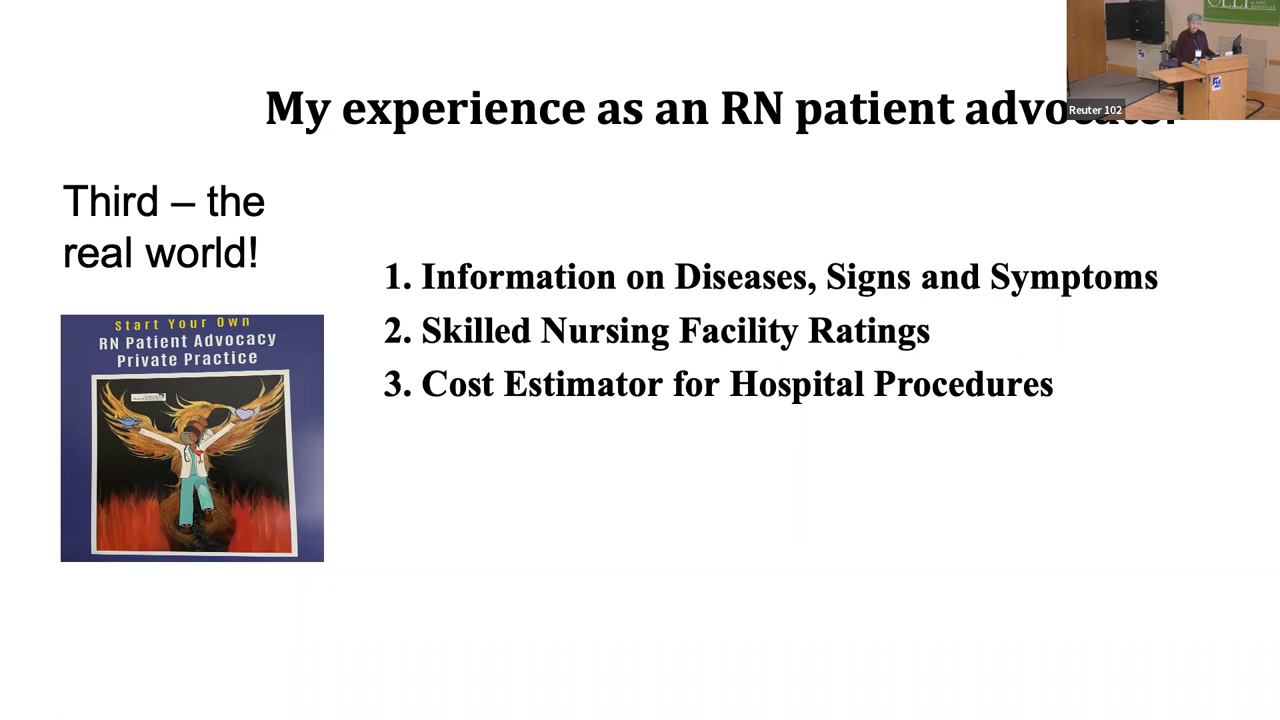 My experience as an RN patient
Third – the
real world!
1. Information on Diseases, Signs and Symptoms
2. Skilled Nursing Facility Ratings
3. Cost Estimator for Hospital Procedures
Start Your Own
RN Patient Advocacy
Private Practice
Reuter 102